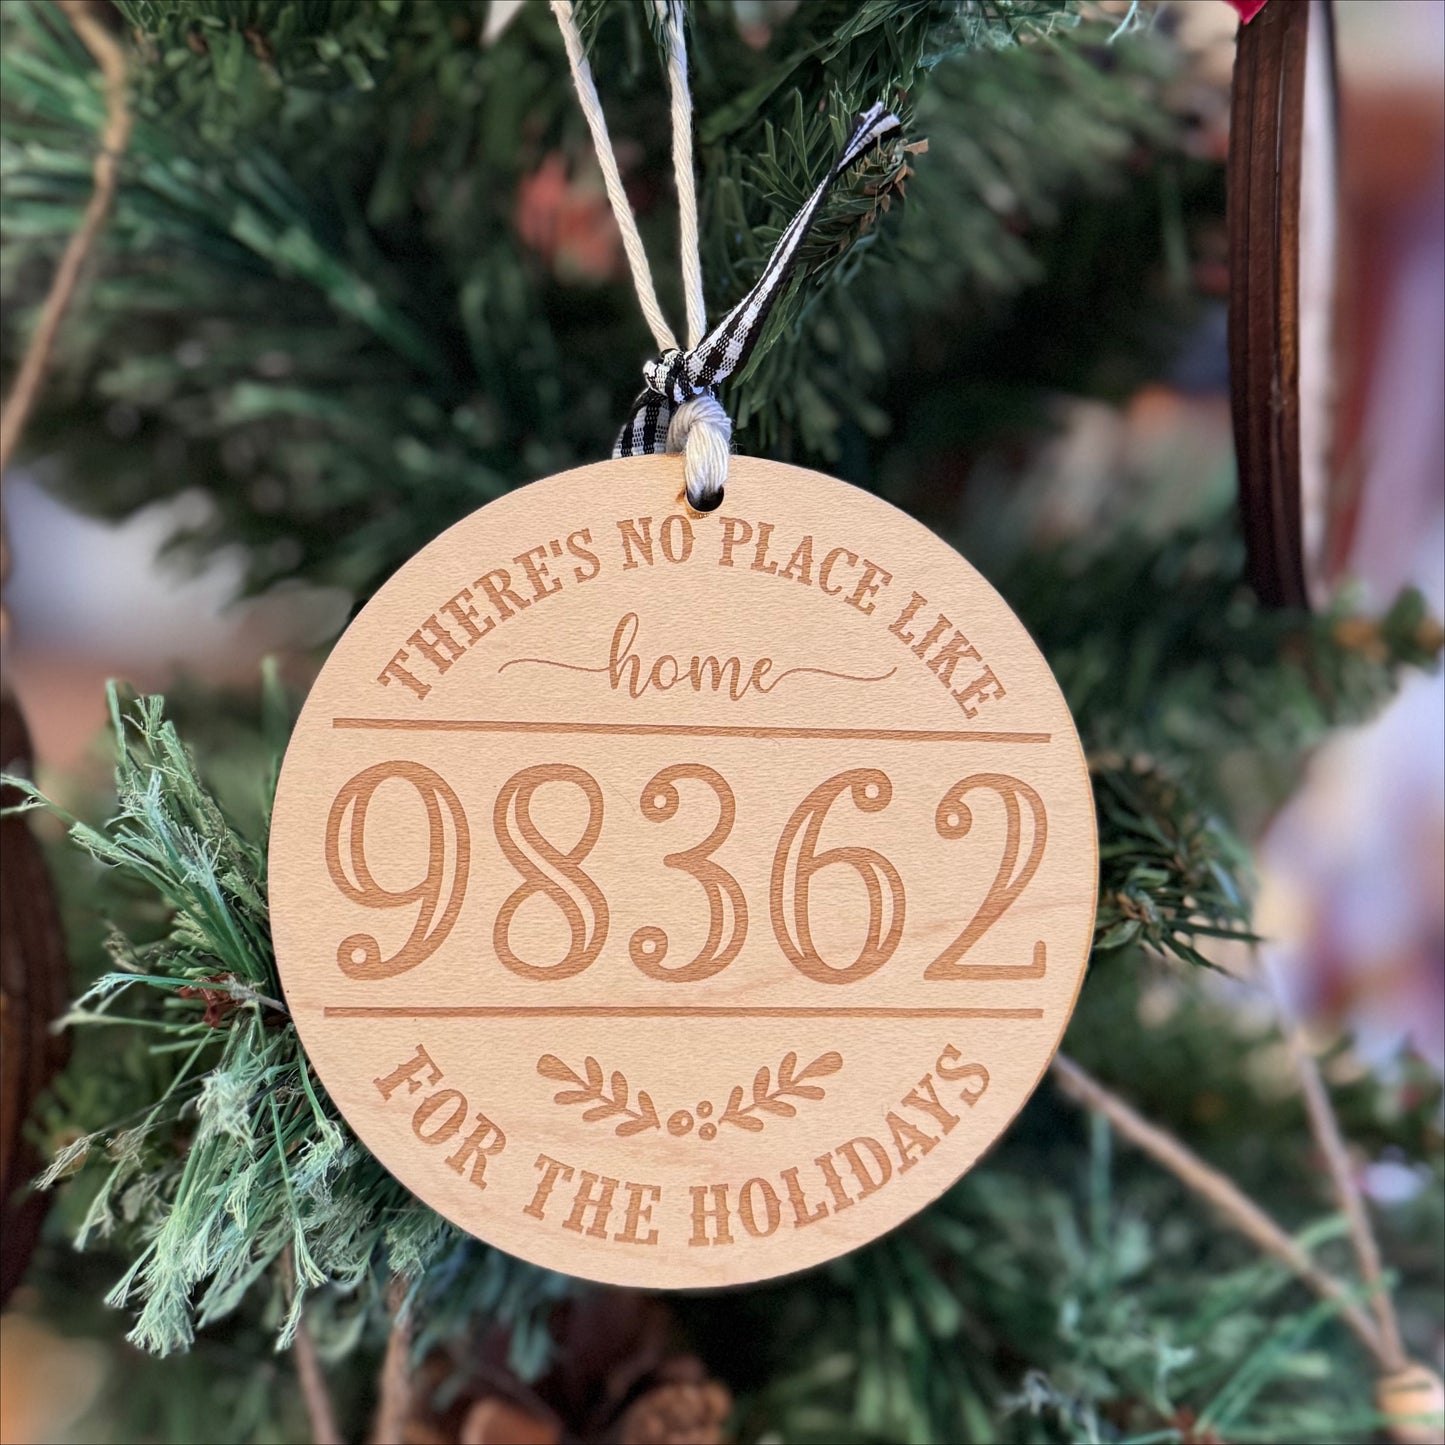 THERE'S NO PLACE LIKE
home
98362
FOR THE HOLIDAYS